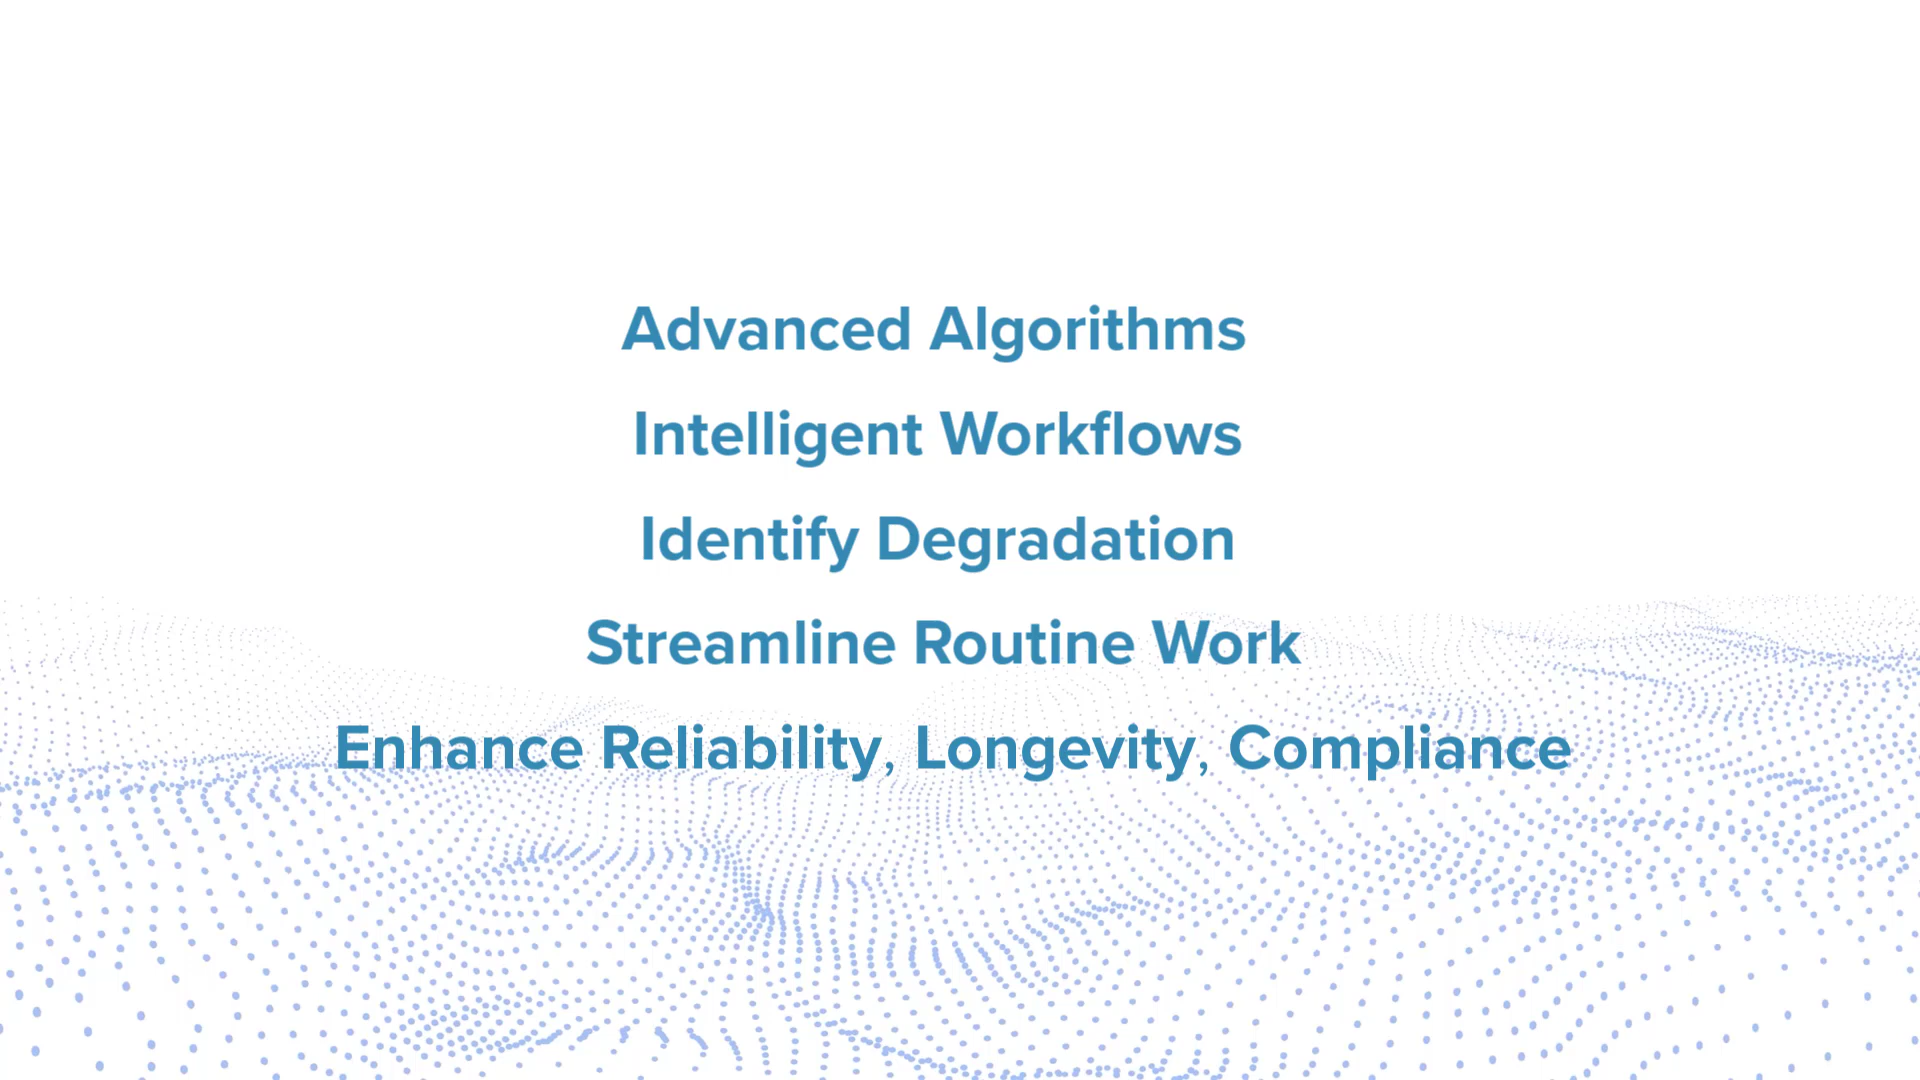 Advanced Algorithms
Intelligent Workflows
Identify Degradation
Streamline Routine Work
Enhance Reliability, Longevity, Compliance